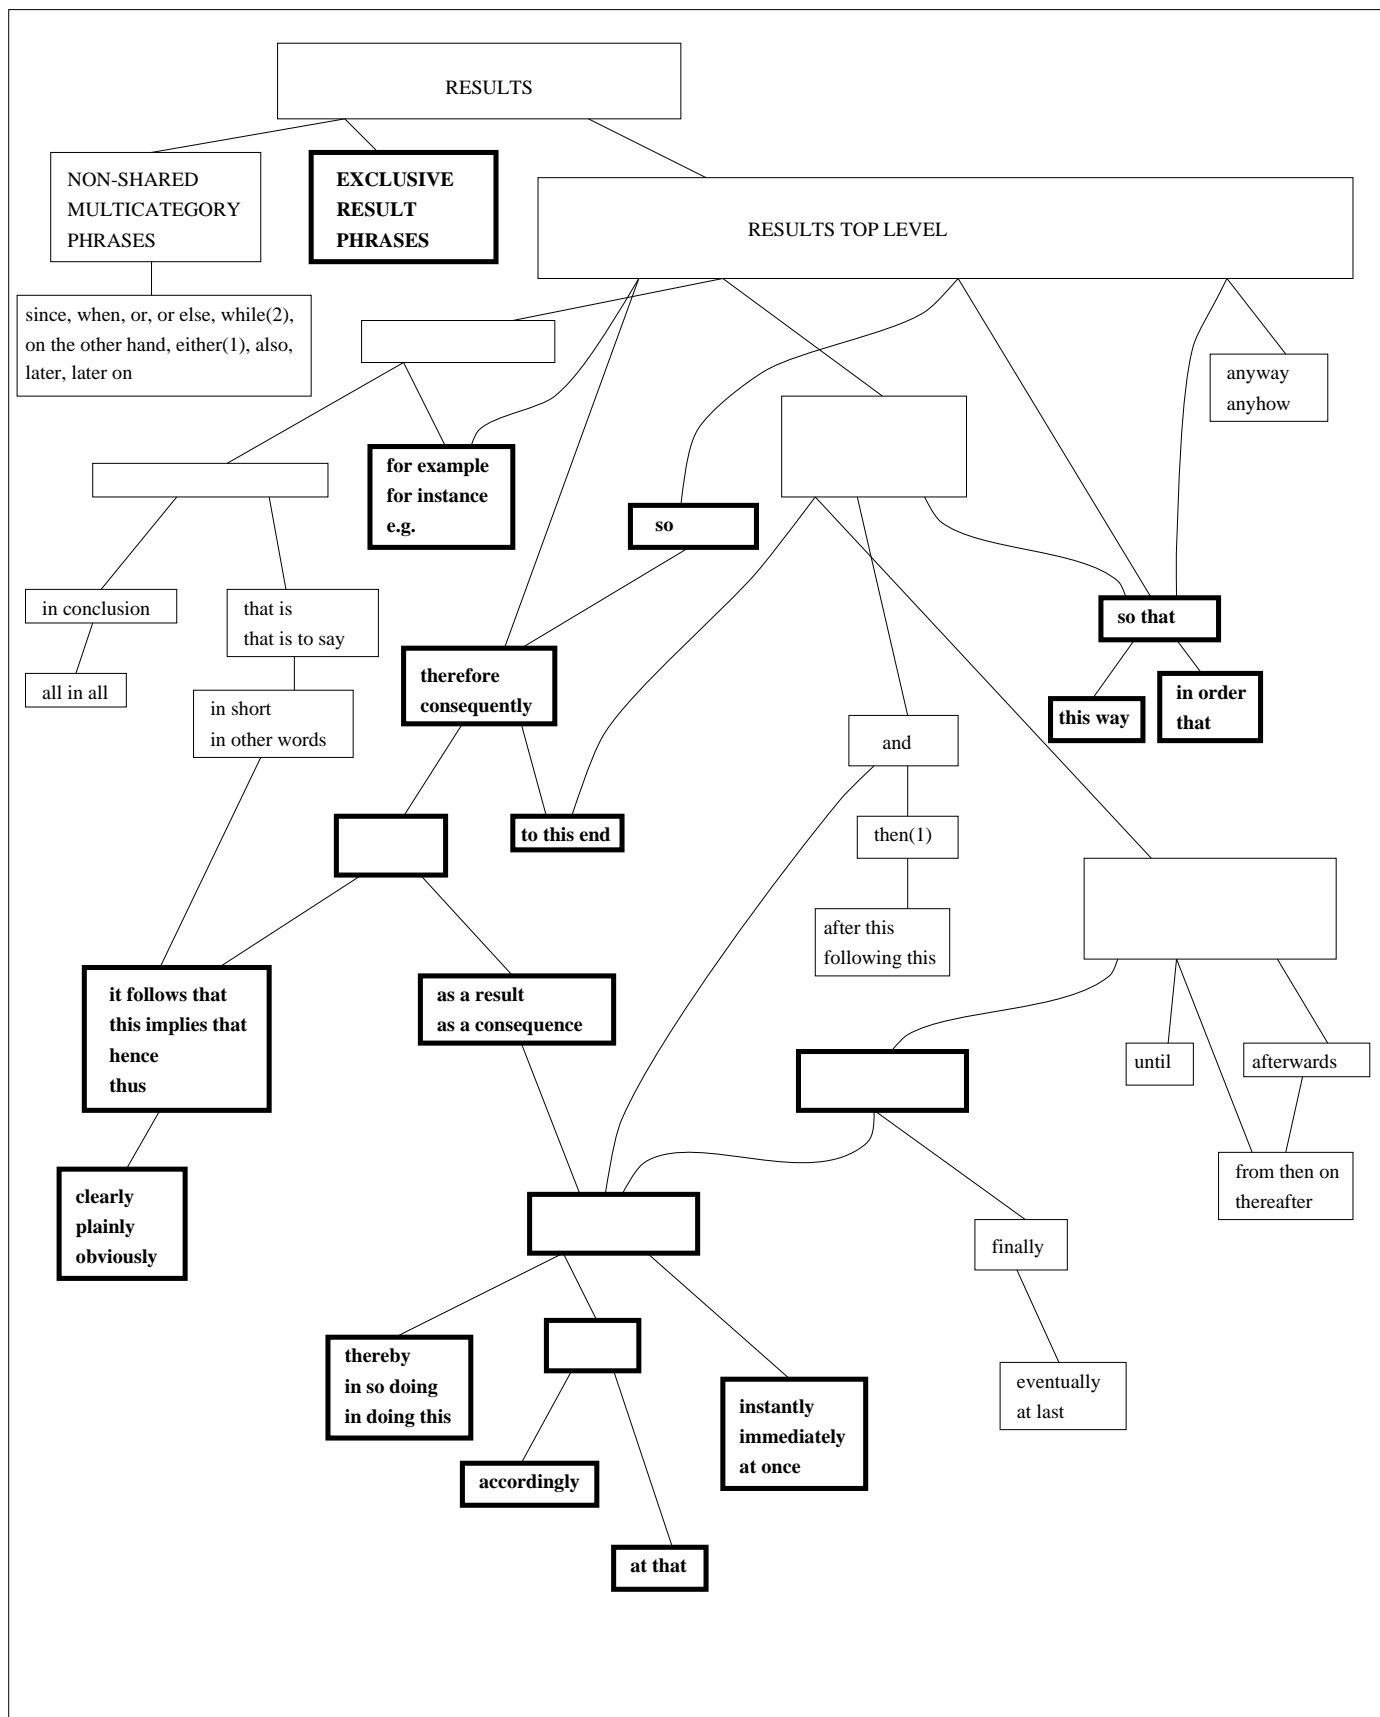 RESULTS
NON-SHARED
MULTICATEGORY
PHRASES
EXCLUSIVE
RESULT
PHRASES
RESULTS TOP LEVEL
since, when, or, or else, while(2),
on the other hand, either(1), also,
later, later on
anyway
anyhow
for example
for instance
e.g.
so
in conclusion
that is
that is to say
so that
all in all
therefore
consequently
in short
in other words
this way
in order
that
and
to this end
then(1)
after this
following this
it follows that
this implies that
hence
thus
as a result
as a consequence
until
afterwards
from then on
thereafter
clearly
plainly
obviously
finally
thereby
in so doing
in doing this
instantly
immediately
at once
eventually
at last
accordingly
at that